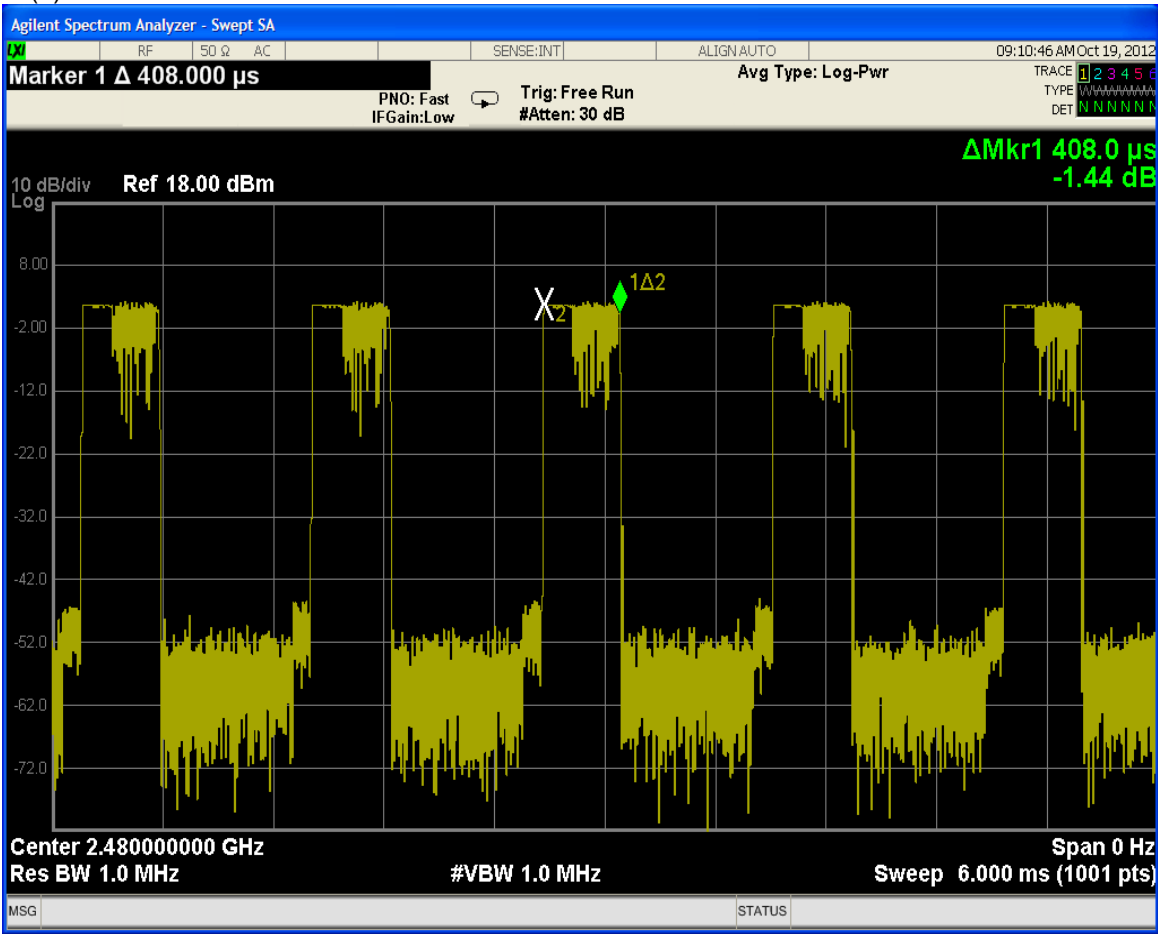 Agilent Spectrum Analyzer - Swept SA
LXI RF 50 Ω AC SENSE:INT ALIGN AUTO 09:10:46 AM Oct 19, 2012
Marker 1 Δ 408.000 µs
PNO: Fast
IFGain:Low
Trig: Free Run
#Atten: 30 dB
Avg Type: Log-Pwr
TRACE 1 2 3 4 5 6
TYPE
DET N N N N N N
ΔMkr1 408.0 µs
-1.44 dB
10 dB/div Ref 18.00 dBm
Log
8.00
1Δ2
X2
-2.00
-12.0
-22.0
-32.0
-42.0
-52.0
-62.0
-72.0
Center 2.480000000 GHz Span 0 Hz
Res BW 1.0 MHz #VBW 1.0 MHz Sweep 6.000 ms (1001 pts)
MSG STATUS